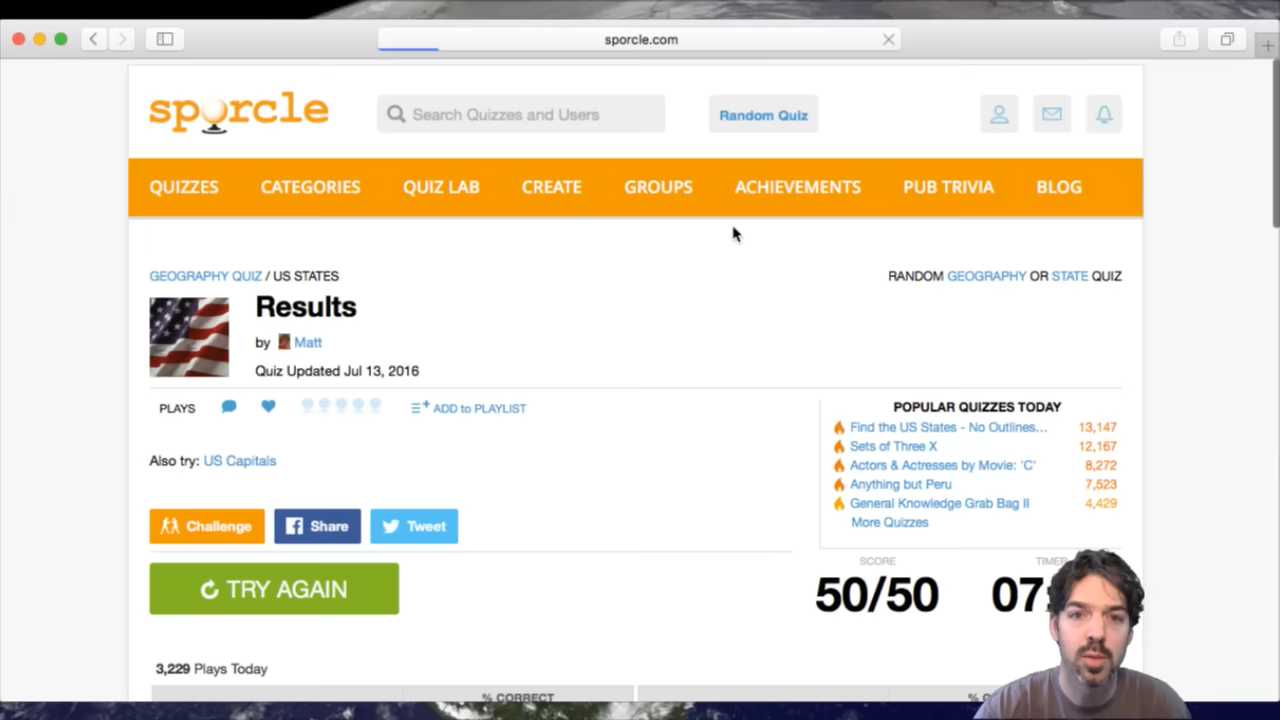 sporcle.com
sporcle
Search Quizzes and Users
Random Quiz
QUIZZES CATEGORIES QUIZ LAB CREATE GROUPS ACHIEVEMENTS PUB TRIVIA BLOG
GEOGRAPHY QUIZ / US STATES
RANDOM GEOGRAPHY OR STATE QUIZ
Results
by Matt
Quiz Updated Jul 13, 2016
PLAYS
ADD to PLAYLIST
Also try: US Capitals
Challenge
Share
Tweet
TRY AGAIN
POPULAR QUIZZES TODAY
Find the US States - No Outlines... 13,147
Sets of Three X 12,167
Actors & Actresses by Movie: 'C' 8,272
Anything but Peru 7,523
General Knowledge Grab Bag II 4,429
More Quizzes
SCORE
50/50
07:
3,229 Plays Today
% CORRECT